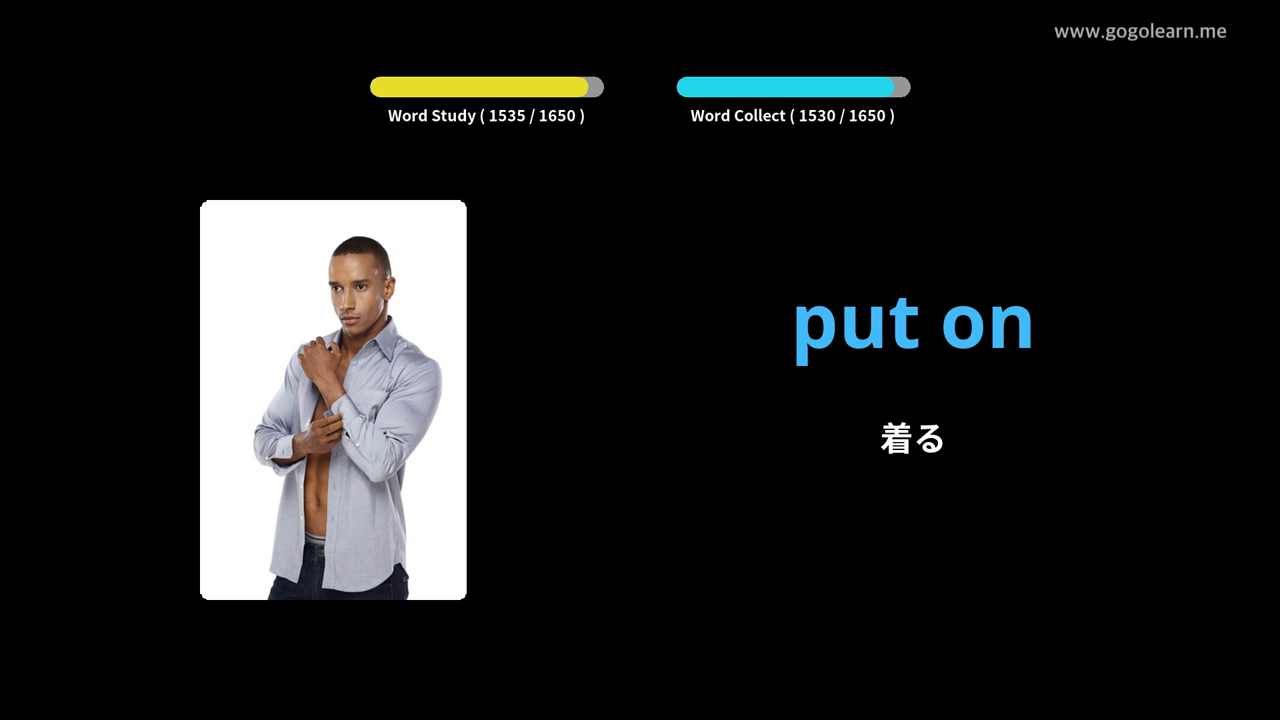 www.gogolearn.me
Word Study ( 1535 / 1650 )
Word Collect ( 1530 / 1650 )
put on
着る